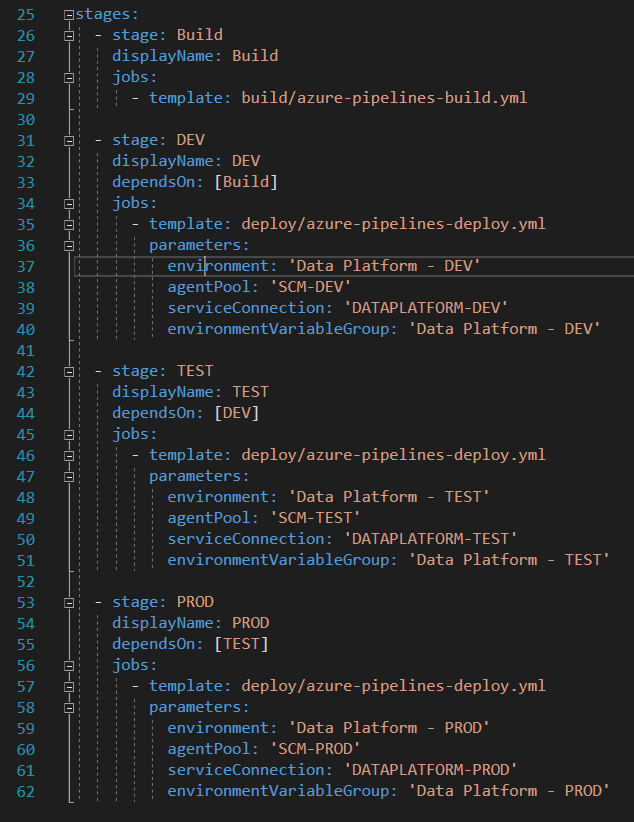 25 stages:
26 - stage: Build
27 displayName: Build
28 jobs:
29 - template: build/azure-pipelines-build.yml
30
31 - stage: DEV
32 displayName: DEV
33 dependsOn: [Build]
34 jobs:
35 - template: deploy/azure-pipelines-deploy.yml
36 parameters:
37 environment: 'Data Platform - DEV'
38 agentPool: 'SCM-DEV'
39 serviceConnection: 'DATAPLATFORM-DEV'
40 environmentVariableGroup: 'Data Platform - DEV'
41
42 - stage: TEST
43 displayName: TEST
44 dependsOn: [DEV]
45 jobs:
46 - template: deploy/azure-pipelines-deploy.yml
47 parameters:
48 environment: 'Data Platform - TEST'
49 agentPool: 'SCM-TEST'
50 serviceConnection: 'DATAPLATFORM-TEST'
51 environmentVariableGroup: 'Data Platform - TEST'
52
53 - stage: PROD
54 displayName: PROD
55 dependsOn: [TEST]
56 jobs:
57 - template: deploy/azure-pipelines-deploy.yml
58 parameters:
59 environment: 'Data Platform - PROD'
60 agentPool: 'SCM-PROD'
61 serviceConnection: 'DATAPLATFORM-PROD'
62 environmentVariableGroup: 'Data Platform - PROD'